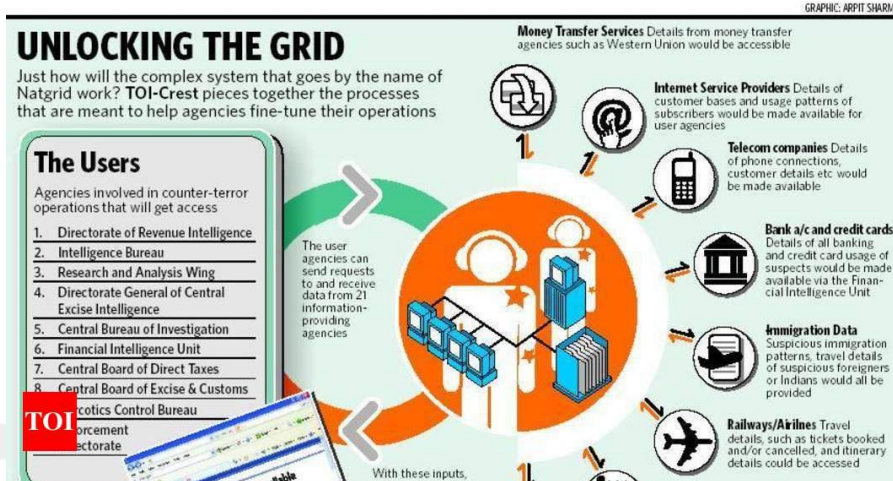 GRAPHIC: ARPIT SHARM
UNLOCKING THE GRID
Just how will the complex system that goes by the name of
Natgrid work? TOI-Crest pieces together the processes
that are meant to help agencies fine-tune their operations
The Users
Agencies involved in counter-terror
operations that will get access
1. Directorate of Revenue Intelligence
2. Intelligence Bureau
3. Research and Analysis Wing
4. Directorate General of Central
Excise Intelligence
5. Central Bureau of Investigation
6. Financial Intelligence Unit
7. Central Board of Direct Taxes
8. Central Board of Excise & Customs
rcotics Control Bureau
orcement
ectorate
TOI
The user
agencies can
send requests
to and receive
data from 21
information-
providing
agencies
With these inputs,
Money Transfer Services Details from money transfer
agencies such as Western Union would be accessible
Internet Service Providers Details of
customer bases and usage patterns of
subscribers would be made available for
user agencies
Telecom companies Details
of phone connections,
customer details etc would
be made available
Bank a/c and credit cards
Details of all banking
and credit card usage of
suspects would be made
available via the Finan-
cial Intelligence Unit
Immigration Data
Suspicious immigration
patterns, travel details
of suspicious foreigners
or Indians would all be
provided
Railways/Airilnes Travel
details, such as tickets booked
and/or cancelled, and itinerary
details could be accessed